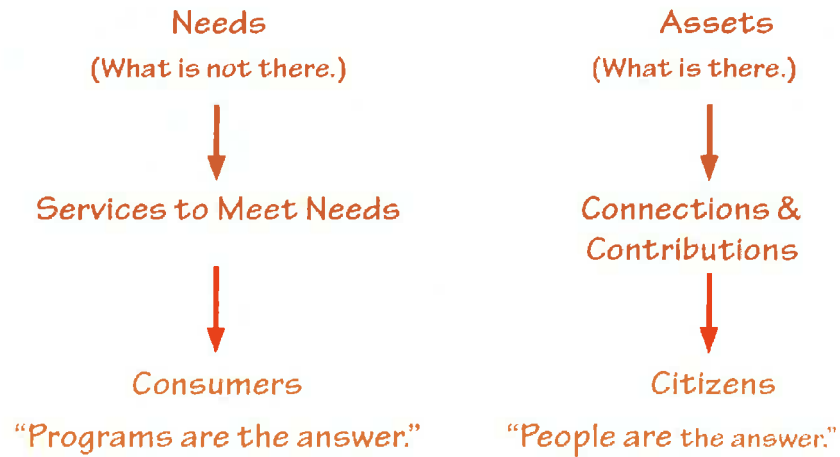 Needs
(What is not there.)
Services to Meet Needs
Consumers
“Programs are the answer.”
Assets
(What is there.)
Connections &
Contributions
Citizens
“People are the answer.”